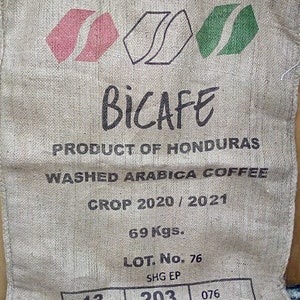 BiCAFE
PRODUCT OF HONDURAS
WASHED ARABICA COFFEE
CROP 2020 / 2021
69 Kgs.
LOT. No. 76
SHG EP
13 203 076